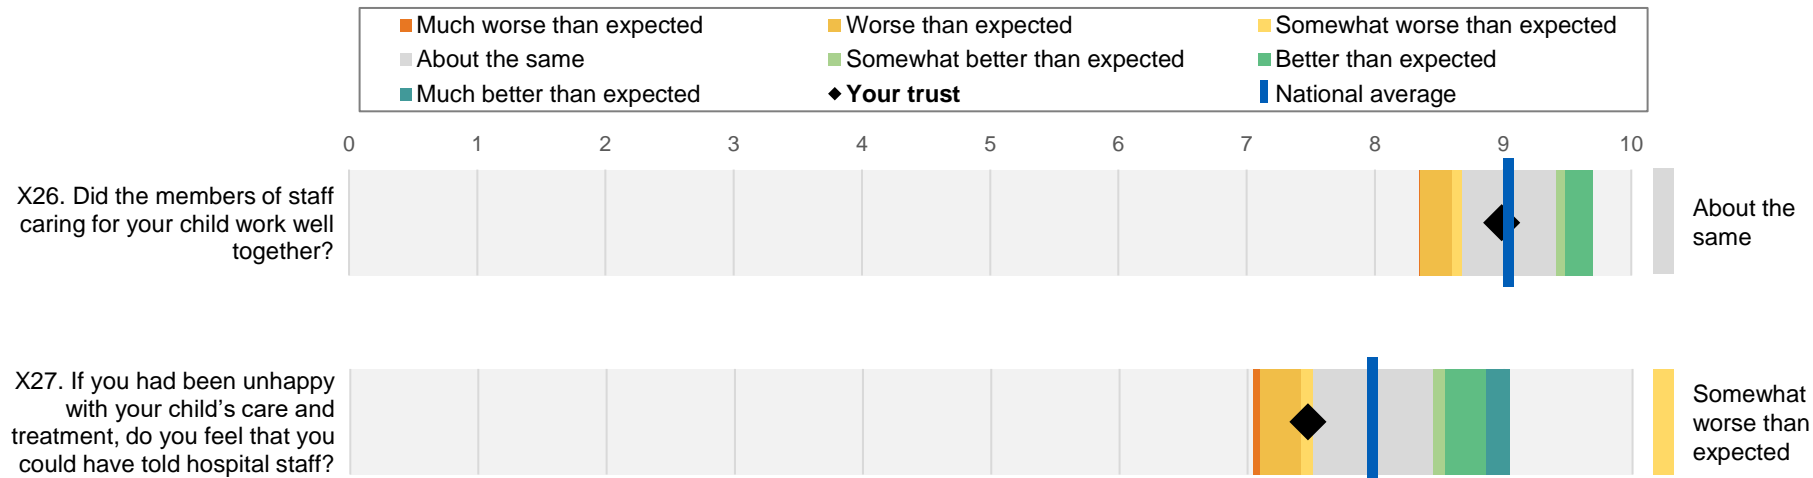 Much worse than expected
Worse than expected
Somewhat worse than expected
About the same
Somewhat better than expected
Better than expected
Much better than expected
Your trust
National average
0 1 2 3 4 5 6 7 8 9 10
X26. Did the members of staff
caring for your child work well
together?
About the
same
X27. If you had been unhappy
with your child’s care and
treatment, do you feel that you
could have told hospital staff?
Somewhat
worse than
expected